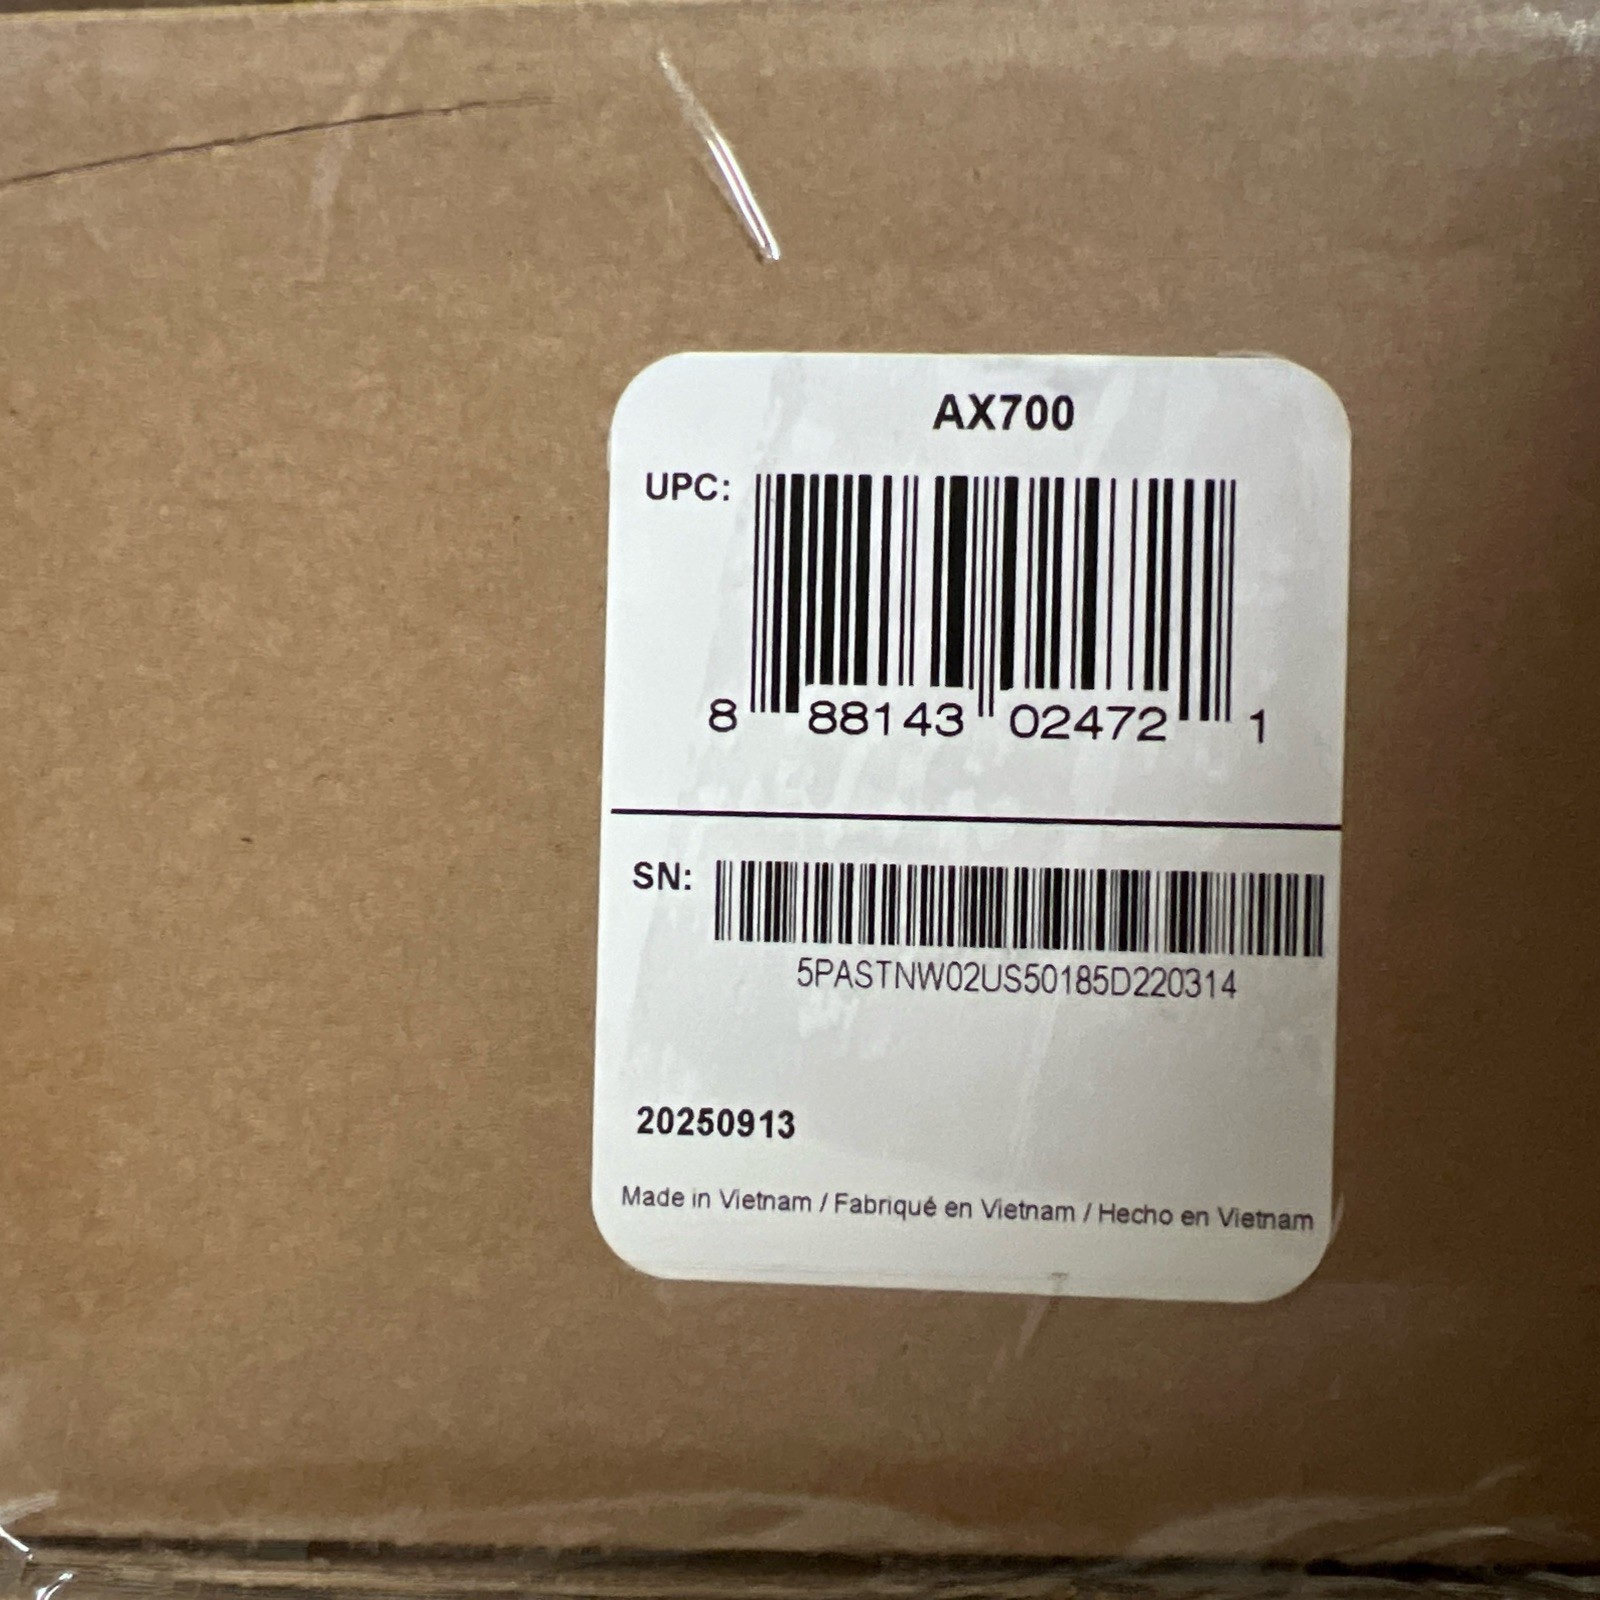 AX700
UPC:
8 88143 02472 1
SN:
5PASTNW02US50185D220314
20250913
Made in Vietnam / Fabriqué en Vietnam / Hecho en Vietnam